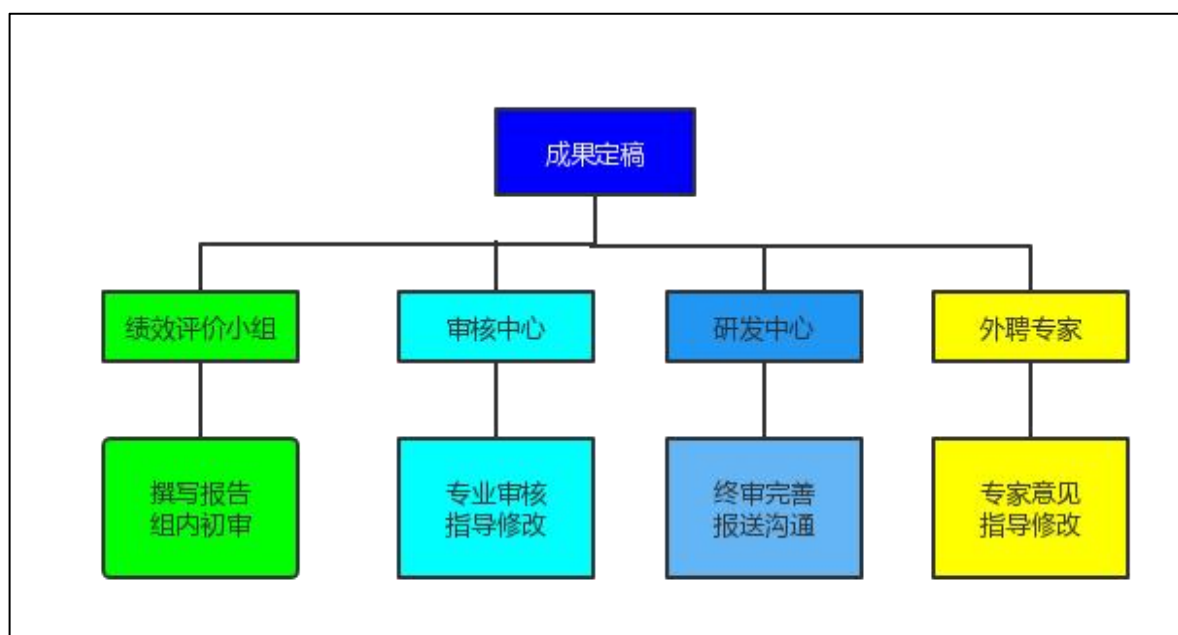 成果定稿
绩效评价小组
审核中心
研发中心
外聘专家
撰写报告
组内初审
专业审核
指导修改
终审完善
报送沟通
专家意见
指导修改